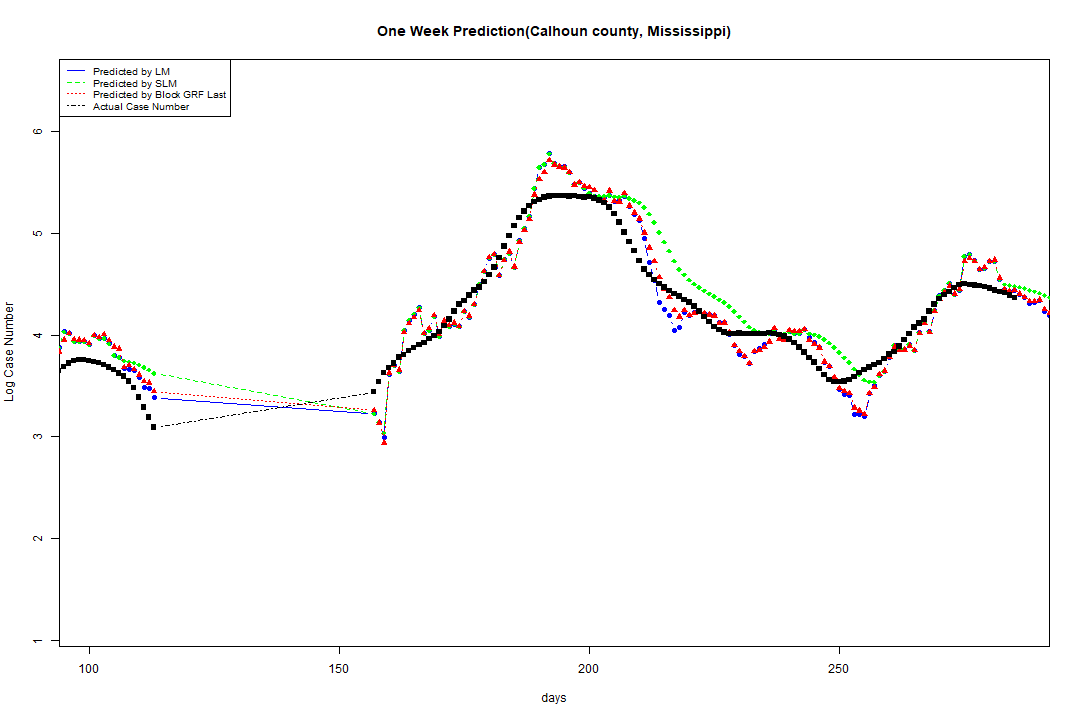 One Week Prediction(Calhoun county, Mississippi)
Predicted by LM
Predicted by SLM
Predicted by Block GRF Last
Actual Case Number
6
5
4
3
2
1
Log Case Number
100 150 200 250
days